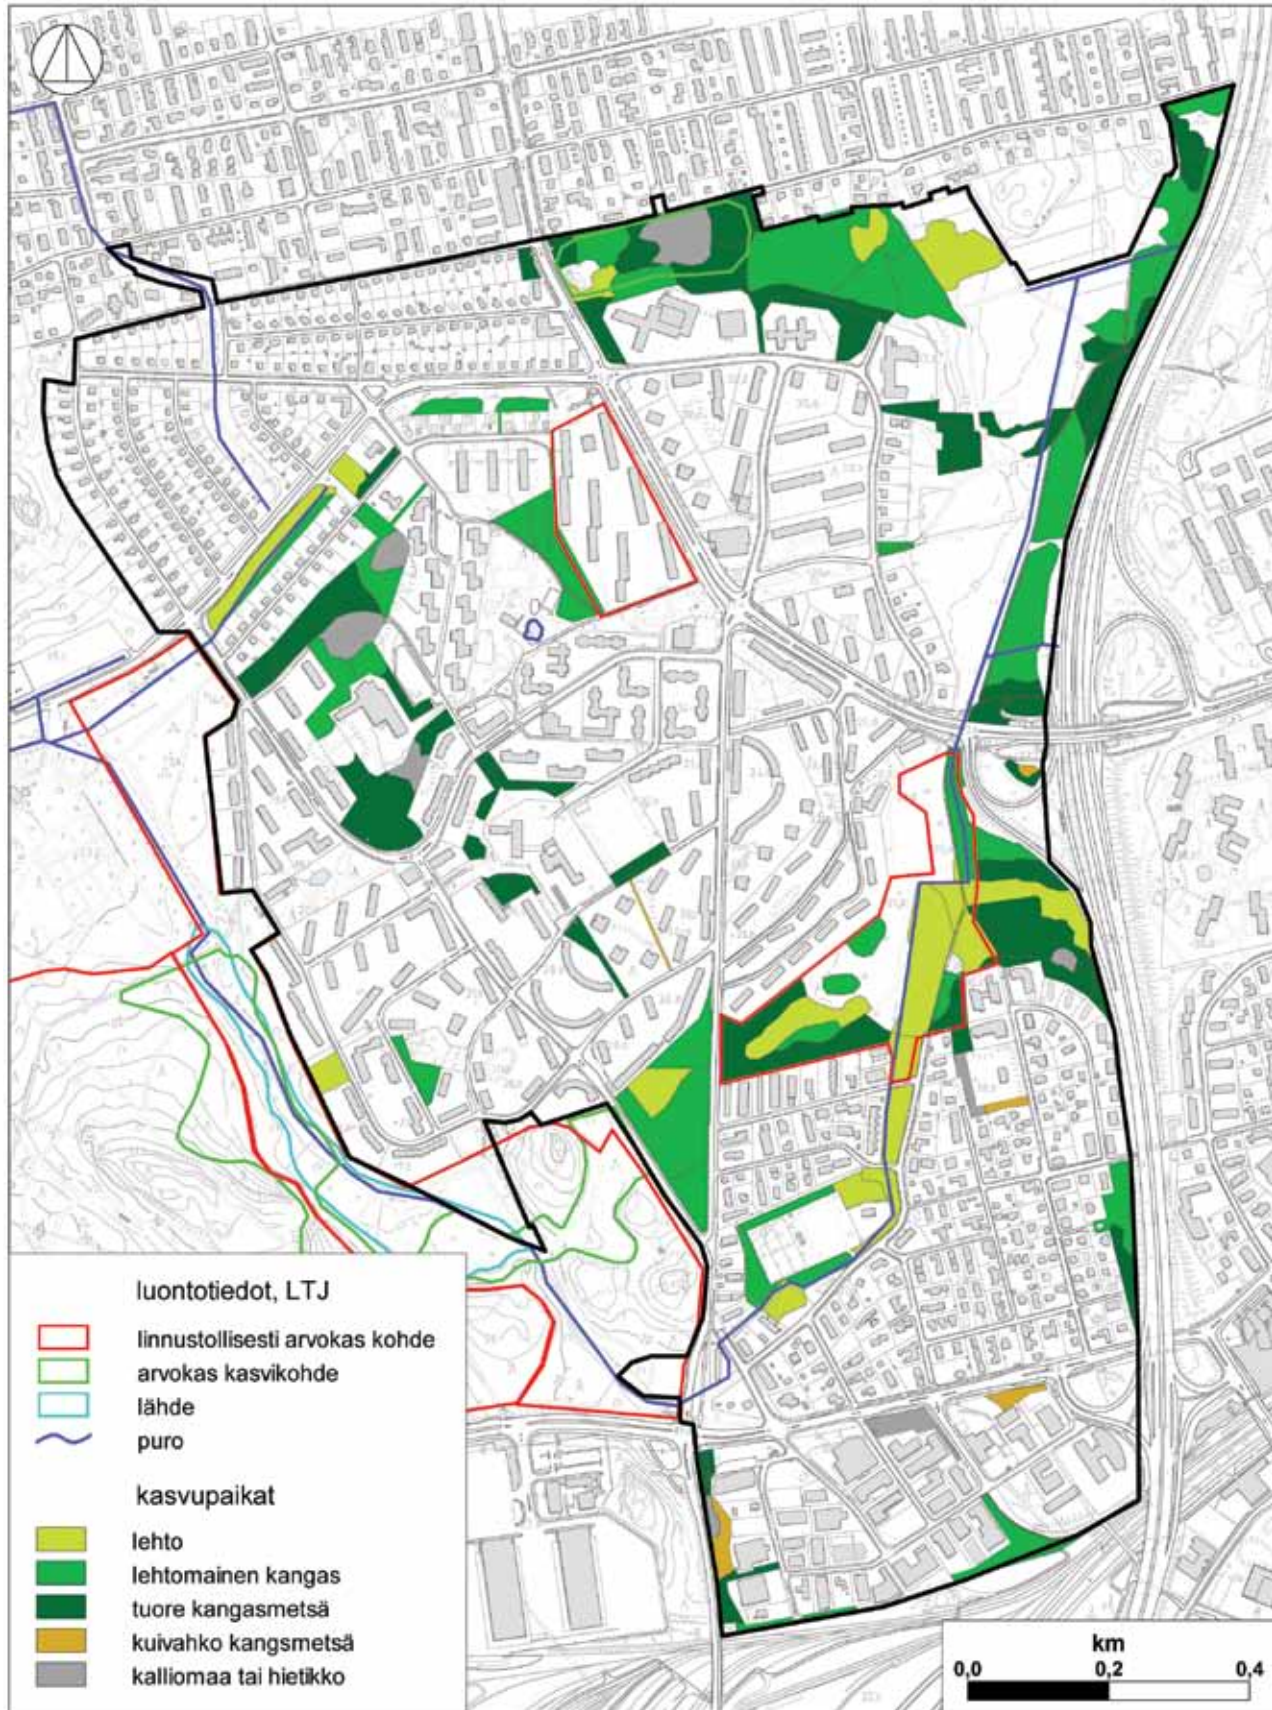 luontotiedot, LTJ
linnustollisesti arvokas kohde
arvokas kasvikohde
lähde
puro
kasvupaikat
lehto
lehtomainen kangas
tuore kangasmetsä
kuivahko kangsmetsä
kalliomaa tai hietikko
km
0,0 0,2 0,4